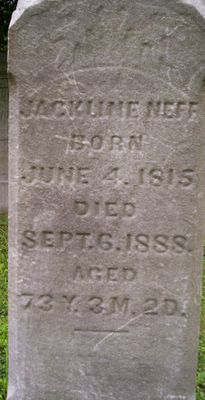 JACKLINE NEFF
BORN
JUNE 4. 1815
DIED
SEPT. 6. 1888.
AGED
73 Y. 3 M. 2 D.